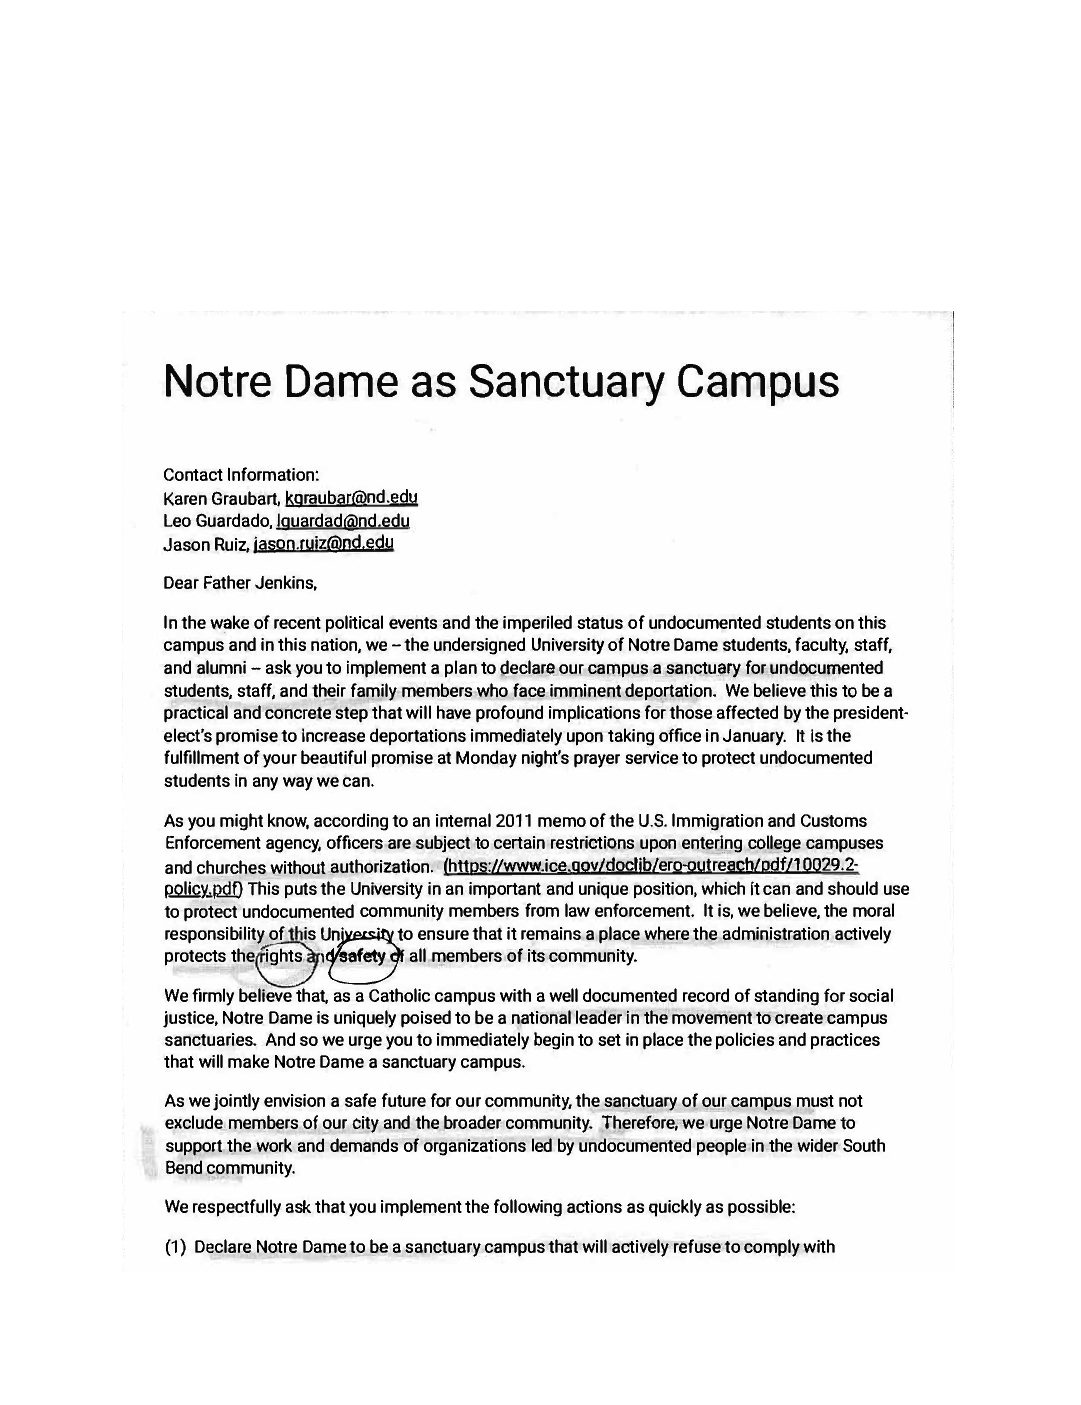 Notre Dame as Sanctuary Campus
Contact Information:
Karen Graubart, kgraubar@nd.edu
Leo Guardado, lguardad@nd.edu
Jason Ruiz, jason.ruiz@nd.edu
Dear Father Jenkins,
In the wake of recent political events and the imperiled status of undocumented students on this
campus and in this nation, we – the undersigned University of Notre Dame students, faculty, staff,
and alumni – ask you to implement a plan to declare our campus a sanctuary for undocumented
students, staff, and their family members who face imminent deportation. We believe this to be a
practical and concrete step that will have profound implications for those affected by the president-
elect's promise to increase deportations immediately upon taking office in January. It is the
fulfillment of your beautiful promise at Monday night's prayer service to protect undocumented
students in any way we can.
As you might know, according to an internal 2011 memo of the U.S. Immigration and Customs
Enforcement agency, officers are subject to certain restrictions upon entering college campuses
and churches without authorization. (https://www.ice.gov/doclib/ero-outreach/pdf/10029.2-
policy.pdf) This puts the University in an important and unique position, which it can and should use
to protect undocumented community members from law enforcement. It is, we believe, the moral
responsibility of this University to ensure that it remains a place where the administration actively
protects the rights and safety of all members of its community.
We firmly believe that, as a Catholic campus with a well documented record of standing for social
justice, Notre Dame is uniquely poised to be a national leader in the movement to create campus
sanctuaries. And so we urge you to immediately begin to set in place the policies and practices
that will make Notre Dame a sanctuary campus.
As we jointly envision a safe future for our community, the sanctuary of our campus must not
exclude members of our city and the broader community. Therefore, we urge Notre Dame to
support the work and demands of organizations led by undocumented people in the wider South
Bend community.
We respectfully ask that you implement the following actions as quickly as possible:
(1) Declare Notre Dame to be a sanctuary campus that will actively refuse to comply with